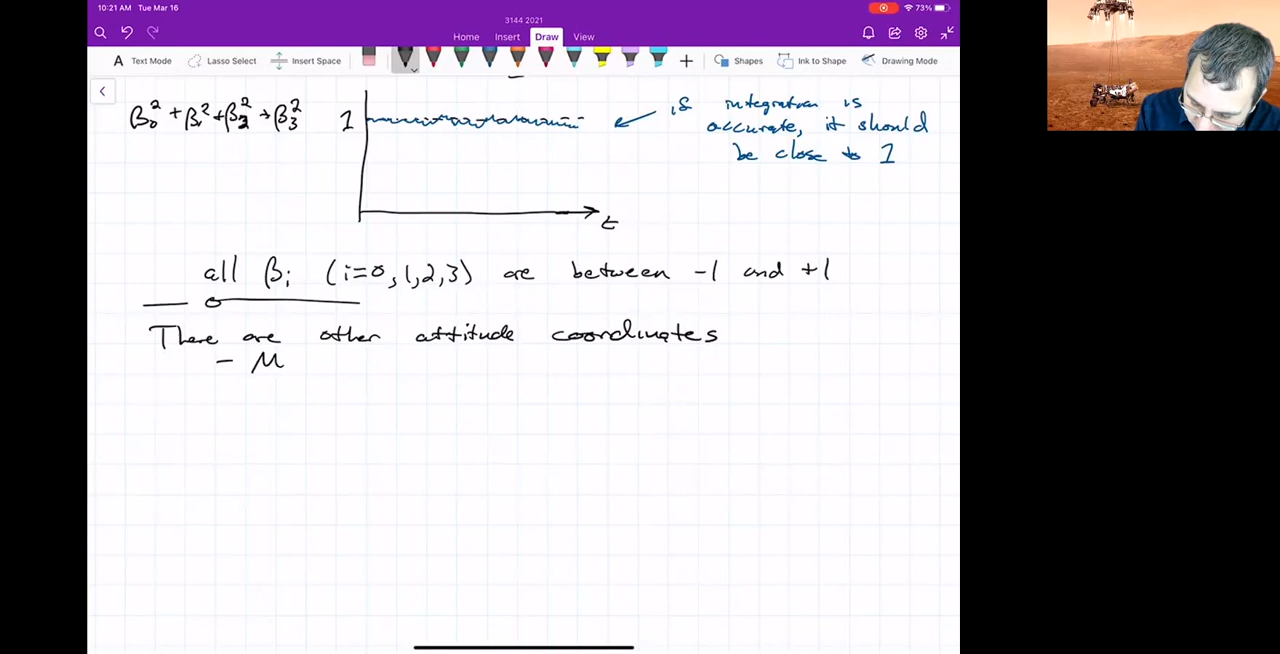 10:21 AM Tue Mar 16
73%
3144 2021
Home Insert Draw View
Text Mode Lasso Select Insert Space Shapes Ink to Shape Drawing Mode
β₀² + β₁² + β₂² + β₃²
1
if integration is
accurate, it should
be close to 1
t
all βi (i=0,1,2,3) are between -1 and +1
There are other attitude coordinates
- M